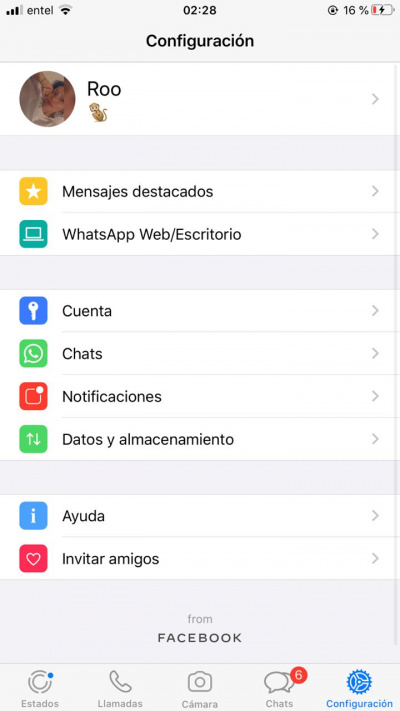 entel 02:28 16 %
Configuración
Roo
Mensajes destacados
WhatsApp Web/Escritorio
Cuenta
Chats
Notificaciones
Datos y almacenamiento
Ayuda
Invitar amigos
from
FACEBOOK
6
Estados Llamadas Cámara Chats Configuración